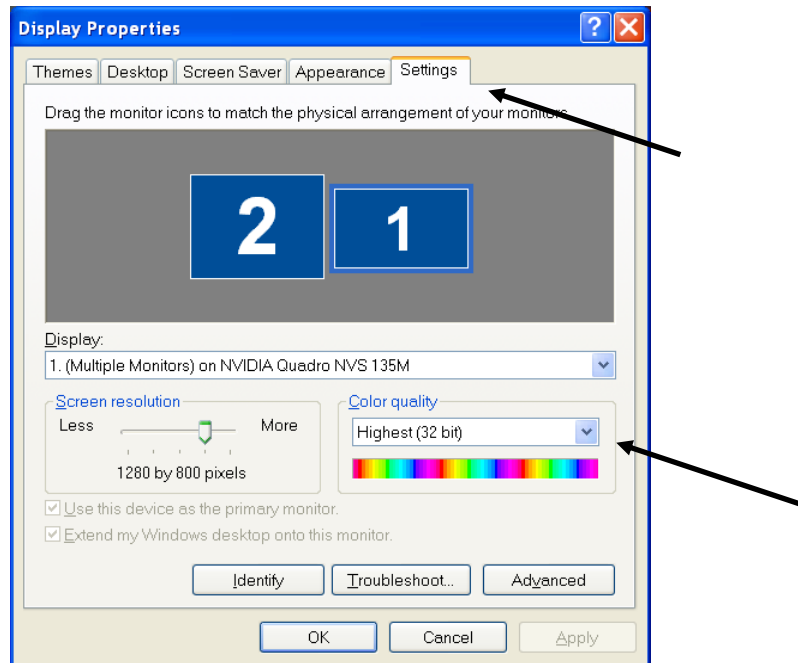 Display Properties
Themes Desktop Screen Saver Appearance Settings
Drag the monitor icons to match the physical arrangement of your monitors.
2 1
Display:
1. (Multiple Monitors) on NVIDIA Quadro NVS 135M
Screen resolution Color quality
Less More Highest (32 bit)
1280 by 800 pixels
Use this device as the primary monitor.
Extend my Windows desktop onto this monitor.
Identify Troubleshoot... Advanced
OK Cancel Apply